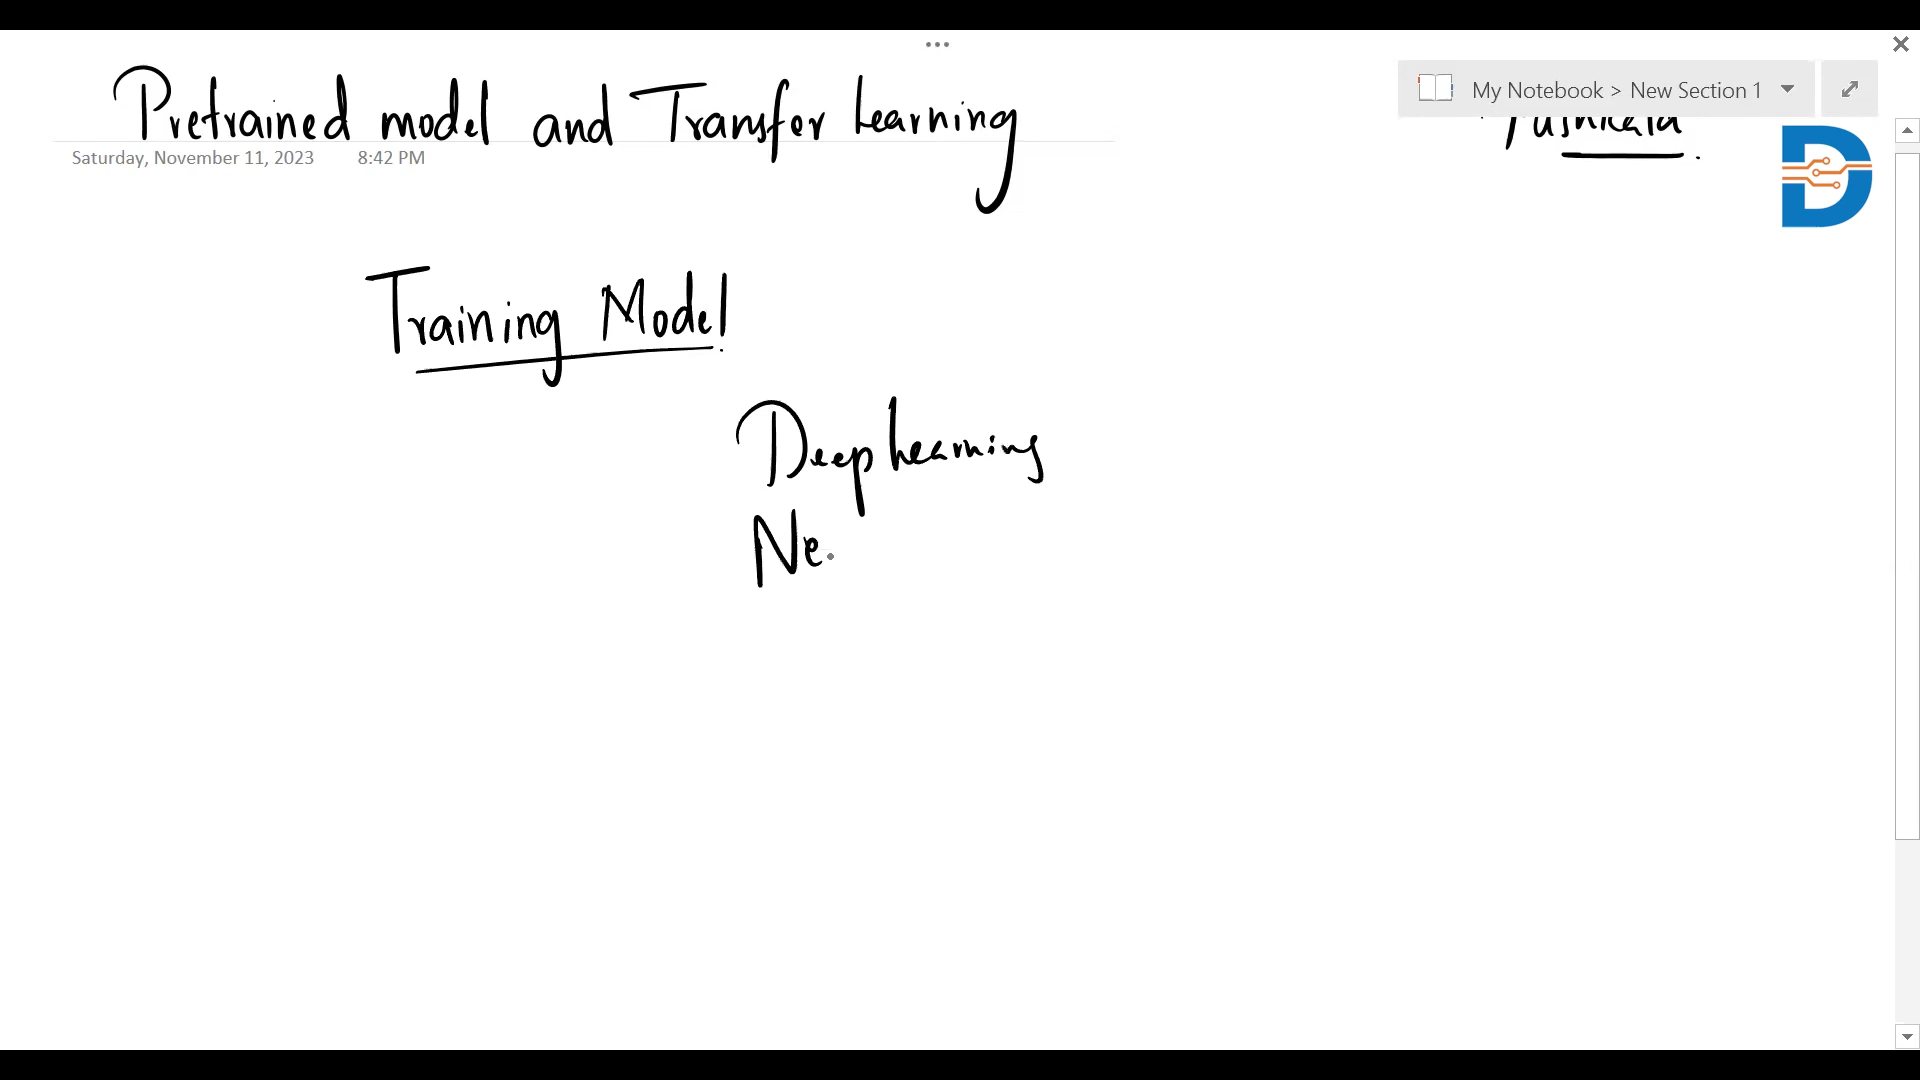 Pretrained model and Transfer Learning
My Notebook > New Section 1
Saturday, November 11, 2023 8:42 PM
Training Model
Deep Learning
Ne